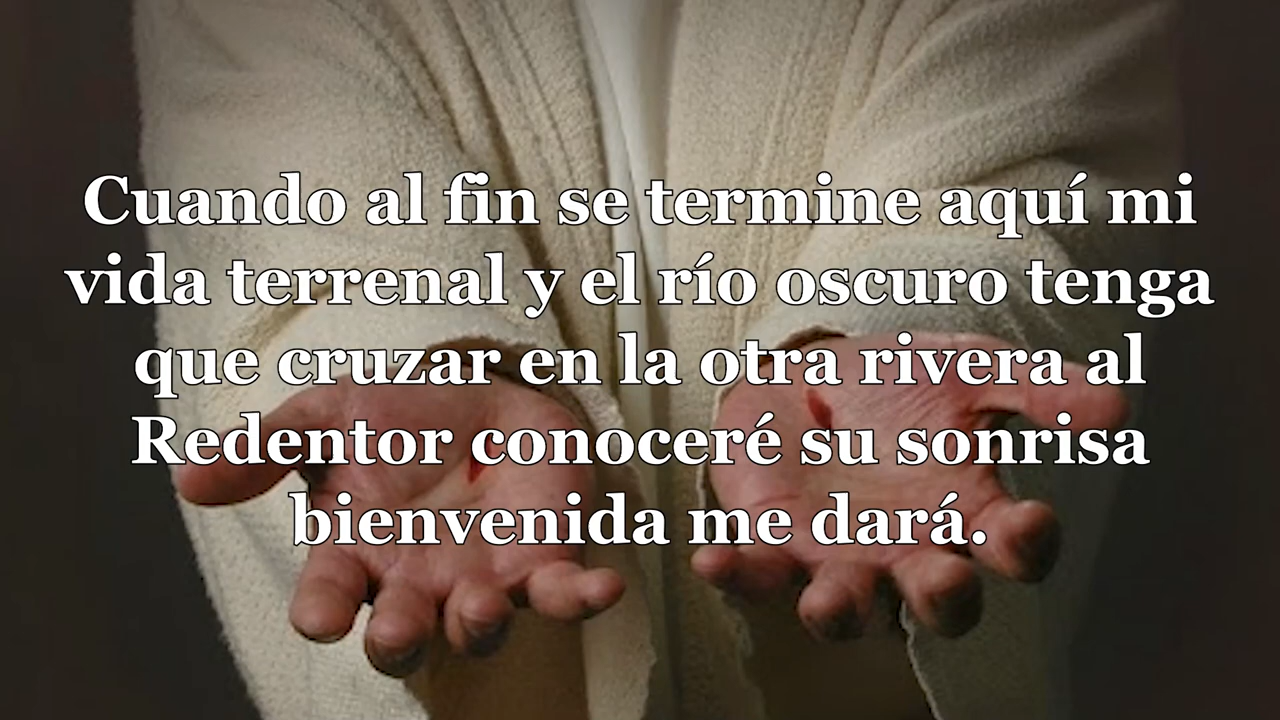 Cuando al fin se termine aquí mi
vida terrenal y el río oscuro tenga
que cruzar en la otra rivera al
Redentor conoceré su sonrisa
bienvenida me dará.